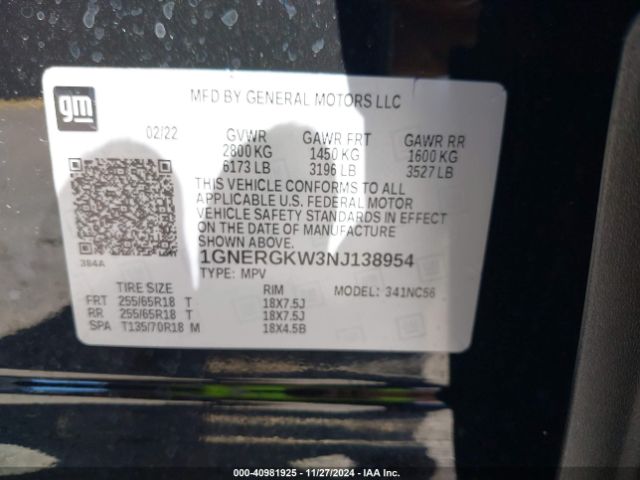 gm
MFD BY GENERAL MOTORS LLC
02/22 GVWR GAWR FRT GAWR RR
2800 KG 1450 KG 1600 KG
6173 LB 3196 LB 3527 LB
THIS VEHICLE CONFORMS TO ALL
APPLICABLE U.S. FEDERAL MOTOR
VEHICLE SAFETY STANDARDS IN EFFECT
ON THE DATE OF MANUFACTURE
SHOWN ABOVE.
384A
1GNERGKW3NJ138954
TYPE: MPV
TIRE SIZE RIM MODEL: 341NC56
FRT 255/65R18 T 18X7.5J
RR 255/65R18 T 18X7.5J
SPA T135/70R18 M 18X4.5B
000-40981925 - 11/27/2024 - IAA Inc.